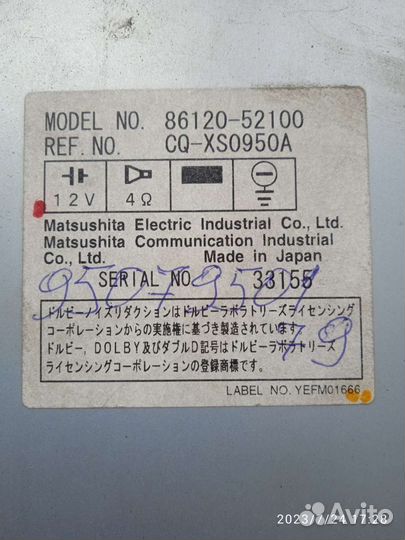 MODEL NO. 86120-52100
REF. NO. CQ-XS0950A
12V 4Ω
Matsushita Electric Industrial Co., Ltd.
Matsushita Communication Industrial
Co., Ltd. Made in Japan
SERIAL NO. 33155
ドルビーノイズリダクションはドルビーラボラトリーズライセンシング
コーポレーションからの実施権に基づき製造されています。
ドルビー、DOLBY及びダブルD記号はドルビーラボラトリーズ
ライセンシングコーポレーションの登録商標です。
79
LABEL NO. YEFM01666
Avito
2023/7/24 17:28